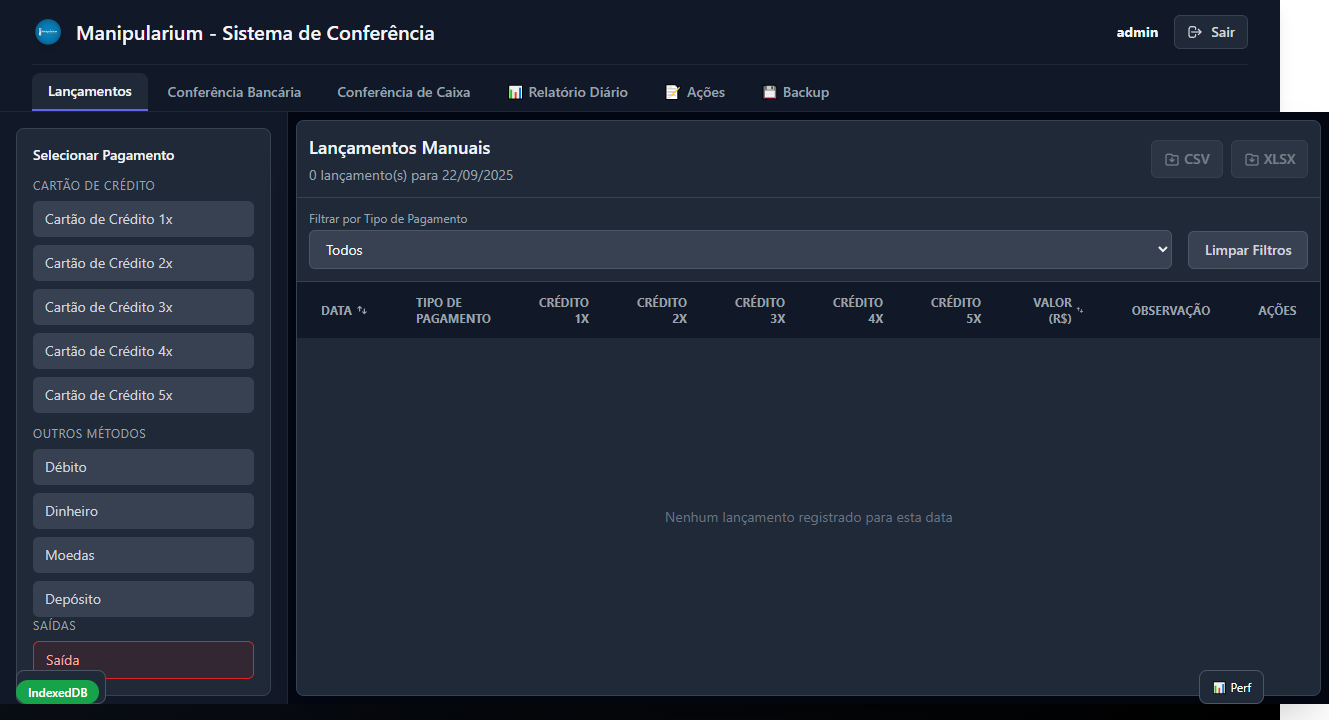 Manipularium - Sistema de Conferência
admin
Sair
Lançamentos
Conferência Bancária
Conferência de Caixa
Relatório Diário
Ações
Backup
Selecionar Pagamento
CARTÃO DE CRÉDITO
Cartão de Crédito 1x
Cartão de Crédito 2x
Cartão de Crédito 3x
Cartão de Crédito 4x
Cartão de Crédito 5x
OUTROS MÉTODOS
Débito
Dinheiro
Moedas
Depósito
SAÍDAS
Saída
IndexedDB
Lançamentos Manuais
0 lançamento(s) para 22/09/2025
CSV
XLSX
Filtrar por Tipo de Pagamento
Todos
Limpar Filtros
DATA
TIPO DE
PAGAMENTO
CRÉDITO
1X
CRÉDITO
2X
CRÉDITO
3X
CRÉDITO
4X
CRÉDITO
5X
VALOR
(R$)
OBSERVAÇÃO
AÇÕES
Nenhum lançamento registrado para esta data
Perf